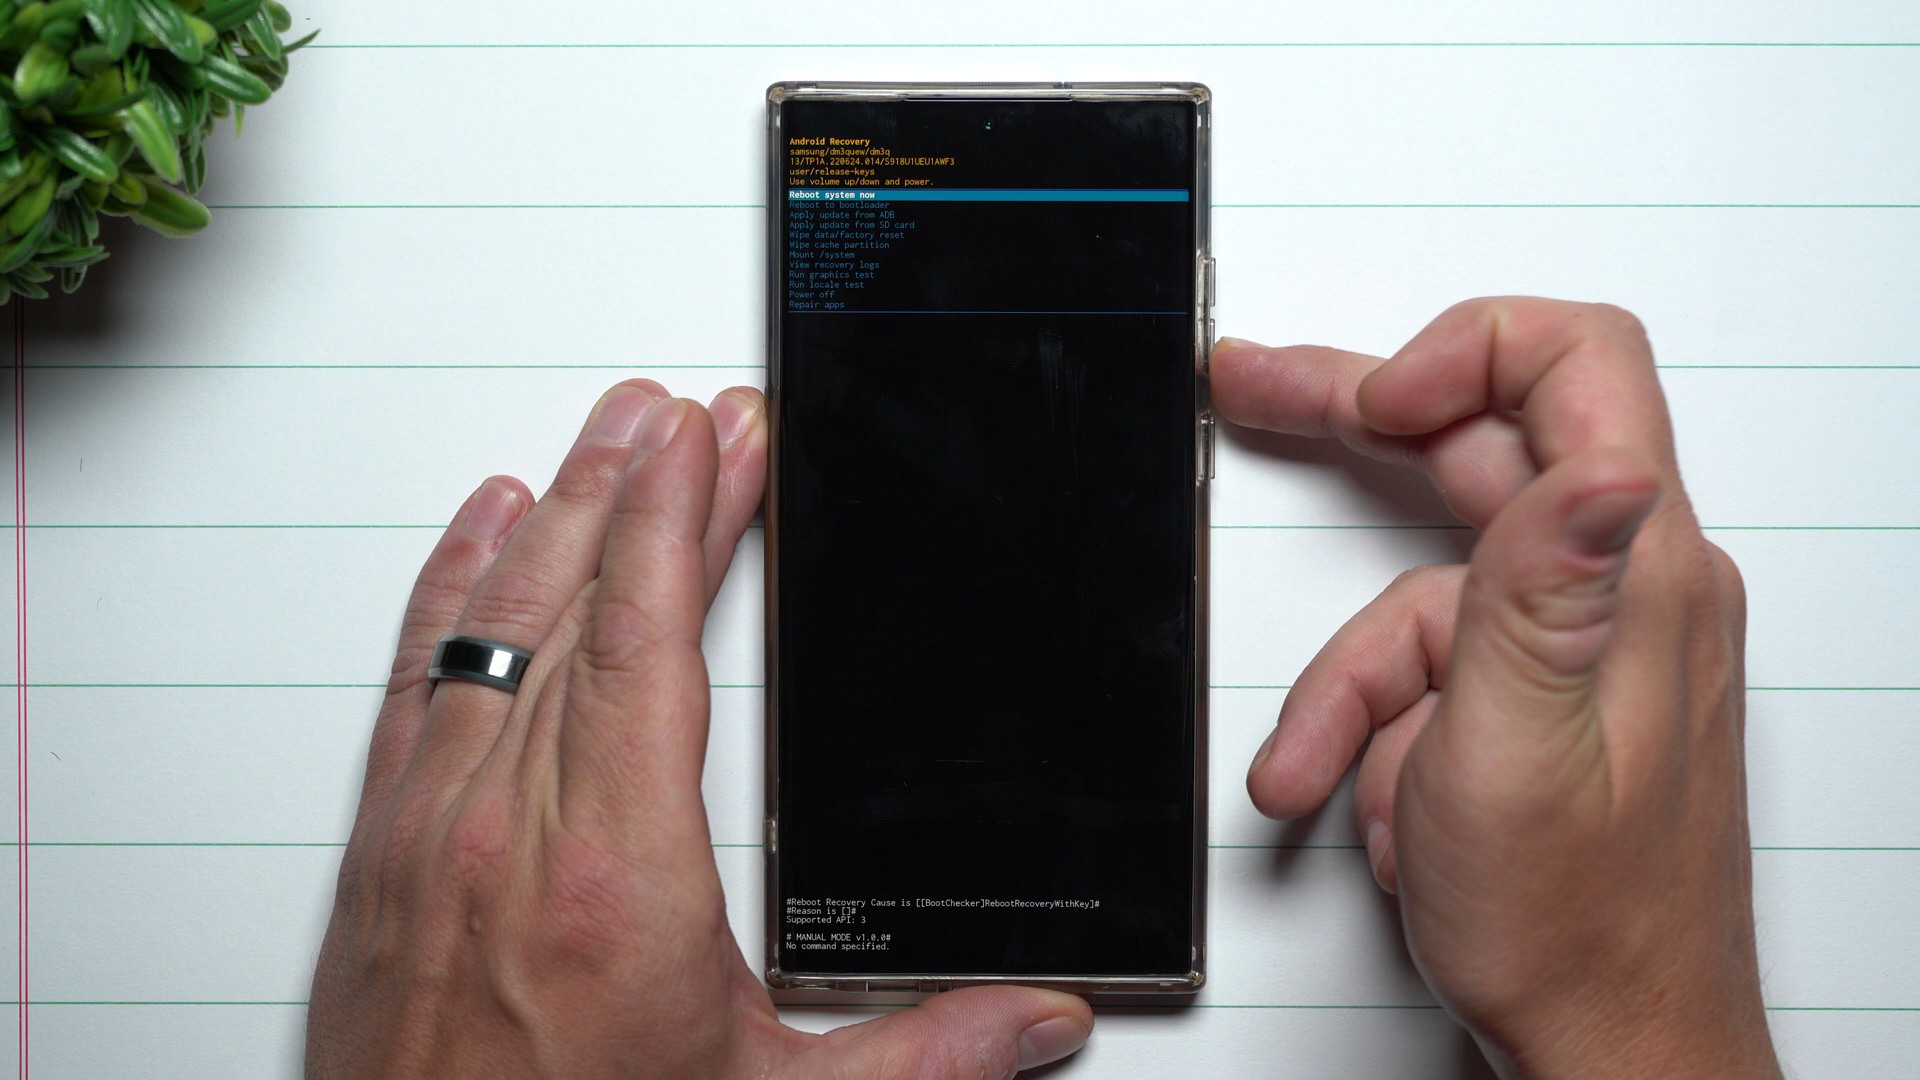 Android Recovery
samsung/dm3quew/dm3q
13/TP1A.220624.014/S918U1UEU1AWF3
user/release-keys
Use volume up/down and power.
Reboot system now
Reboot to bootloader
Apply update from ADB
Apply update from SD card
Wipe data/factory reset
Wipe cache partition
Mount /system
View recovery logs
Run graphics test
Run locale test
Power off
Repair apps
#Reboot Recovery Cause is [[BootChecker]RebootRecoveryWithKey]#
#Reason is []#
Supported API: 3
# MANUAL MODE v1.0.0#
No command specified.